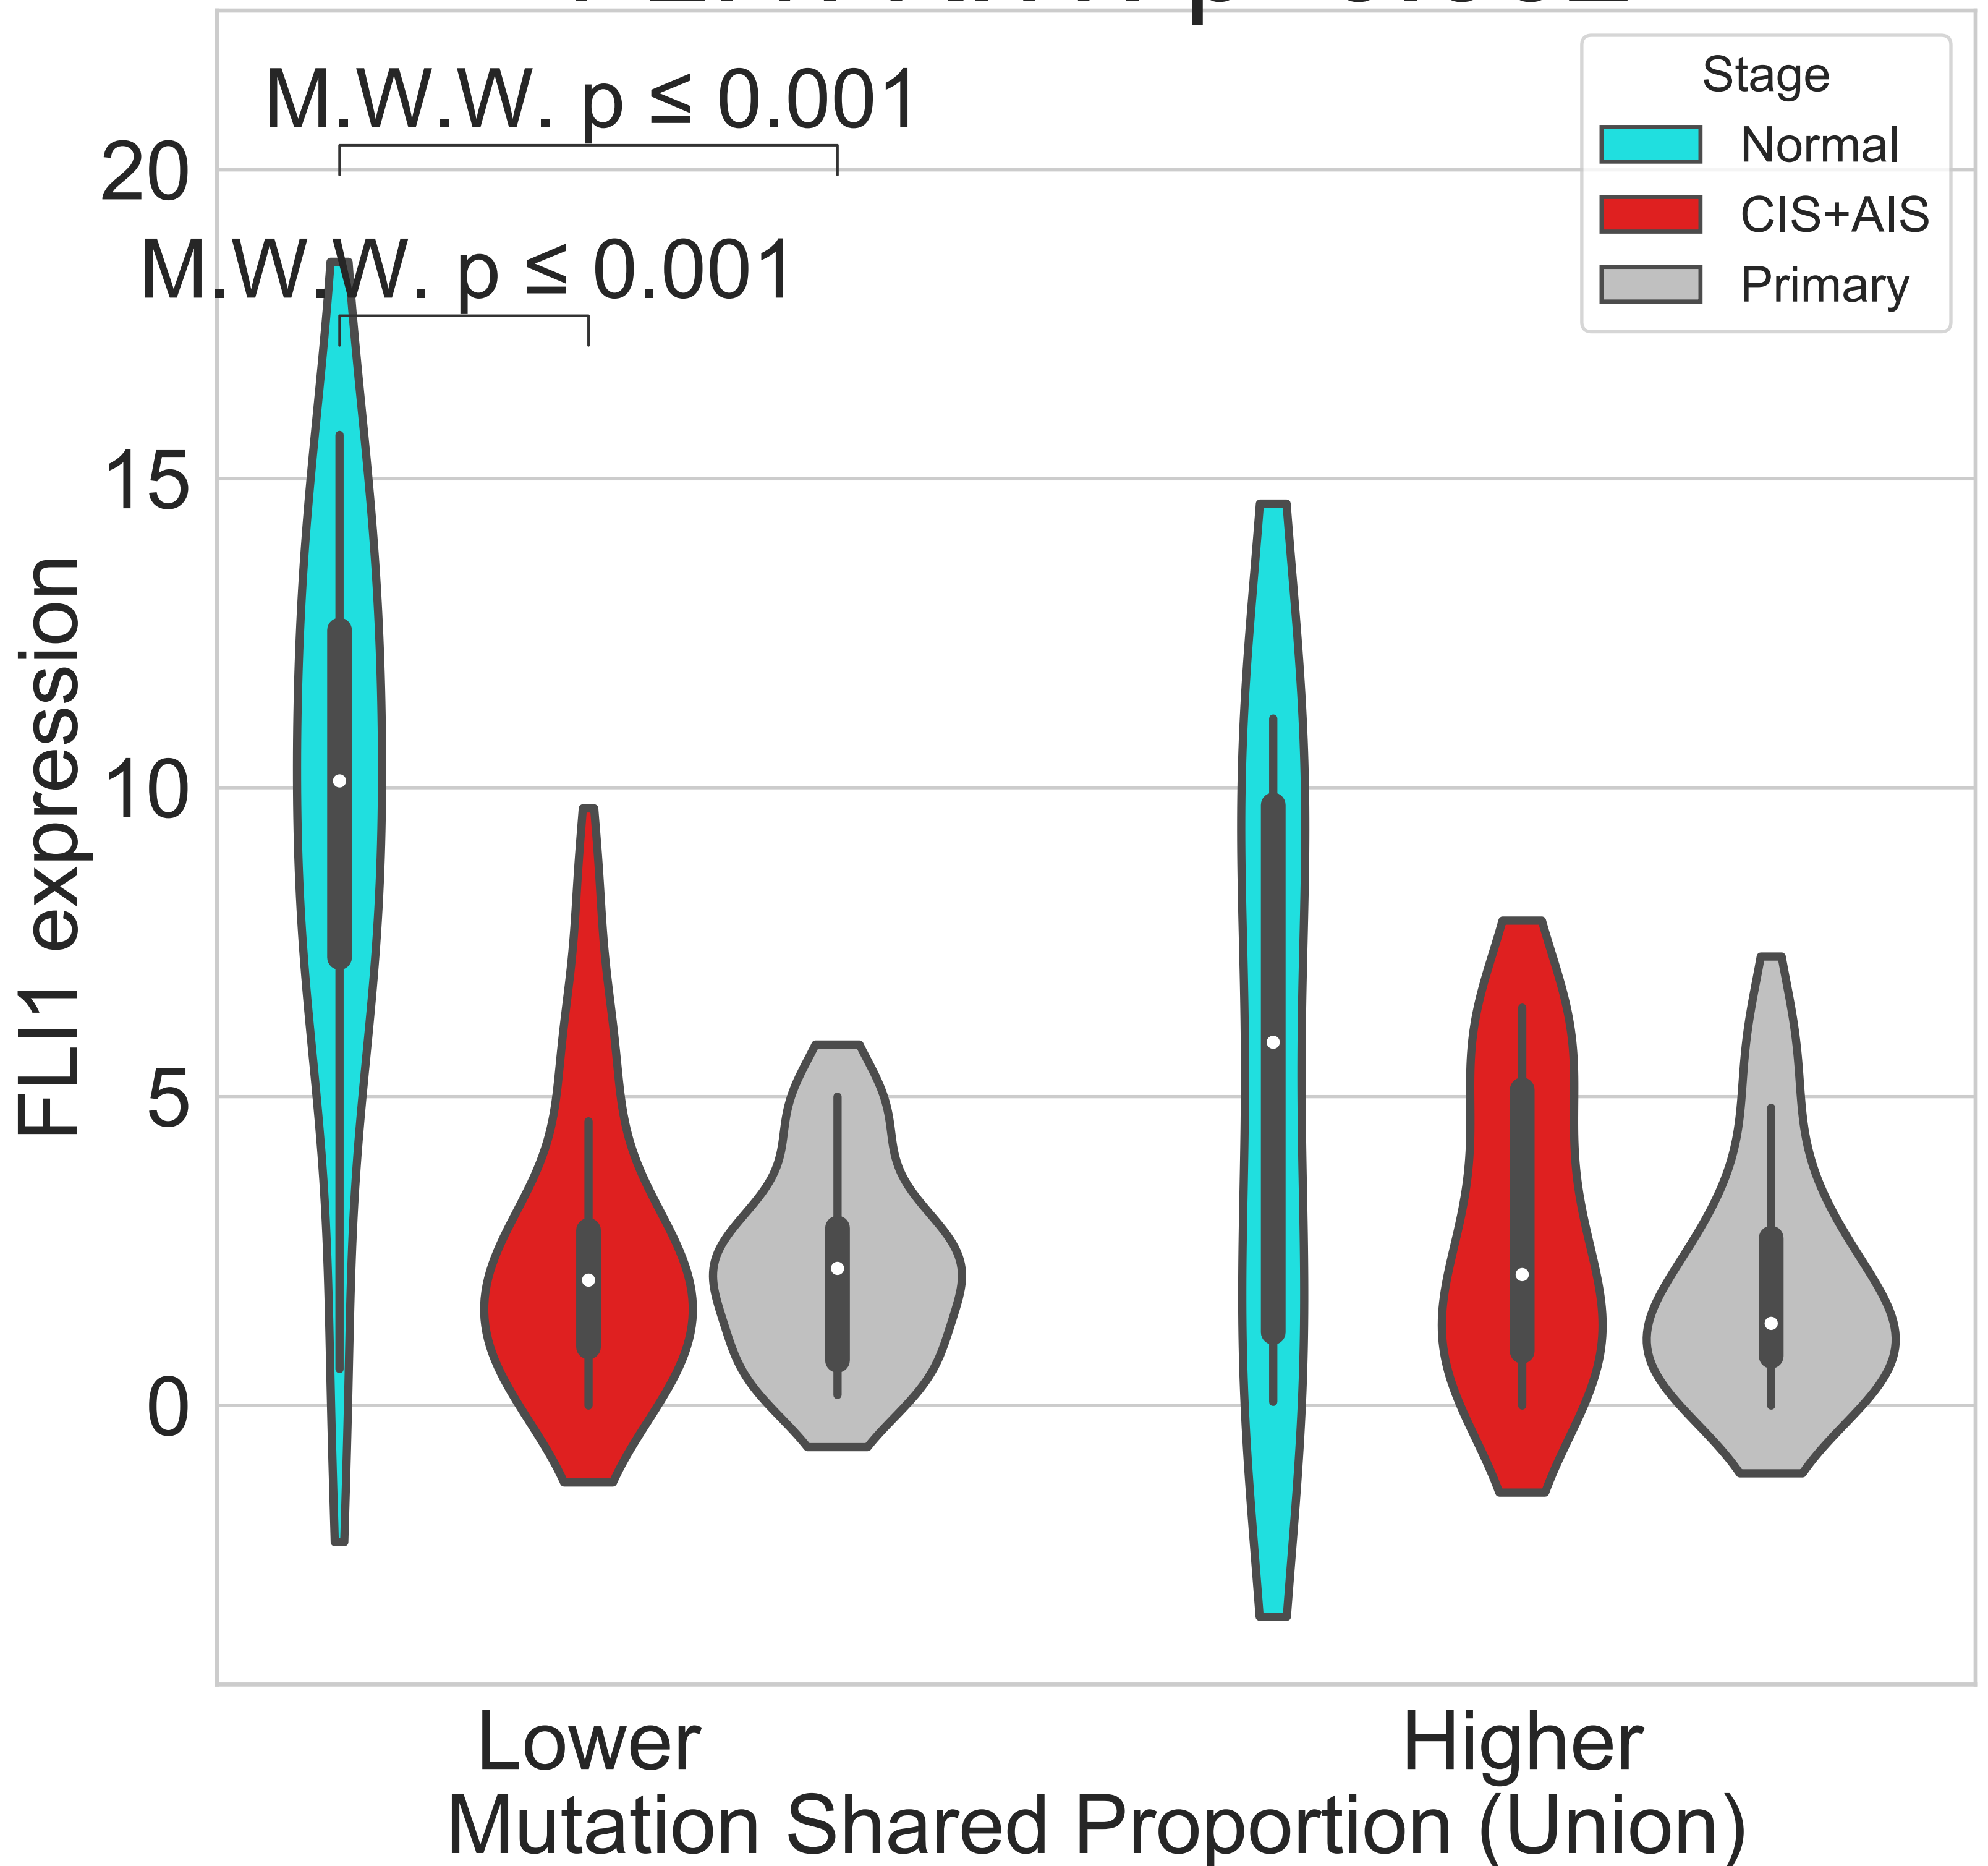 M.W.W. p ≤ 0.001
M.W.W. p ≤ 0.001
Stage
Normal
CIS+AIS
Primary
20
15
10
5
0
FLI1 expression
Lower
Higher
Mutation Shared Proportion (Union)